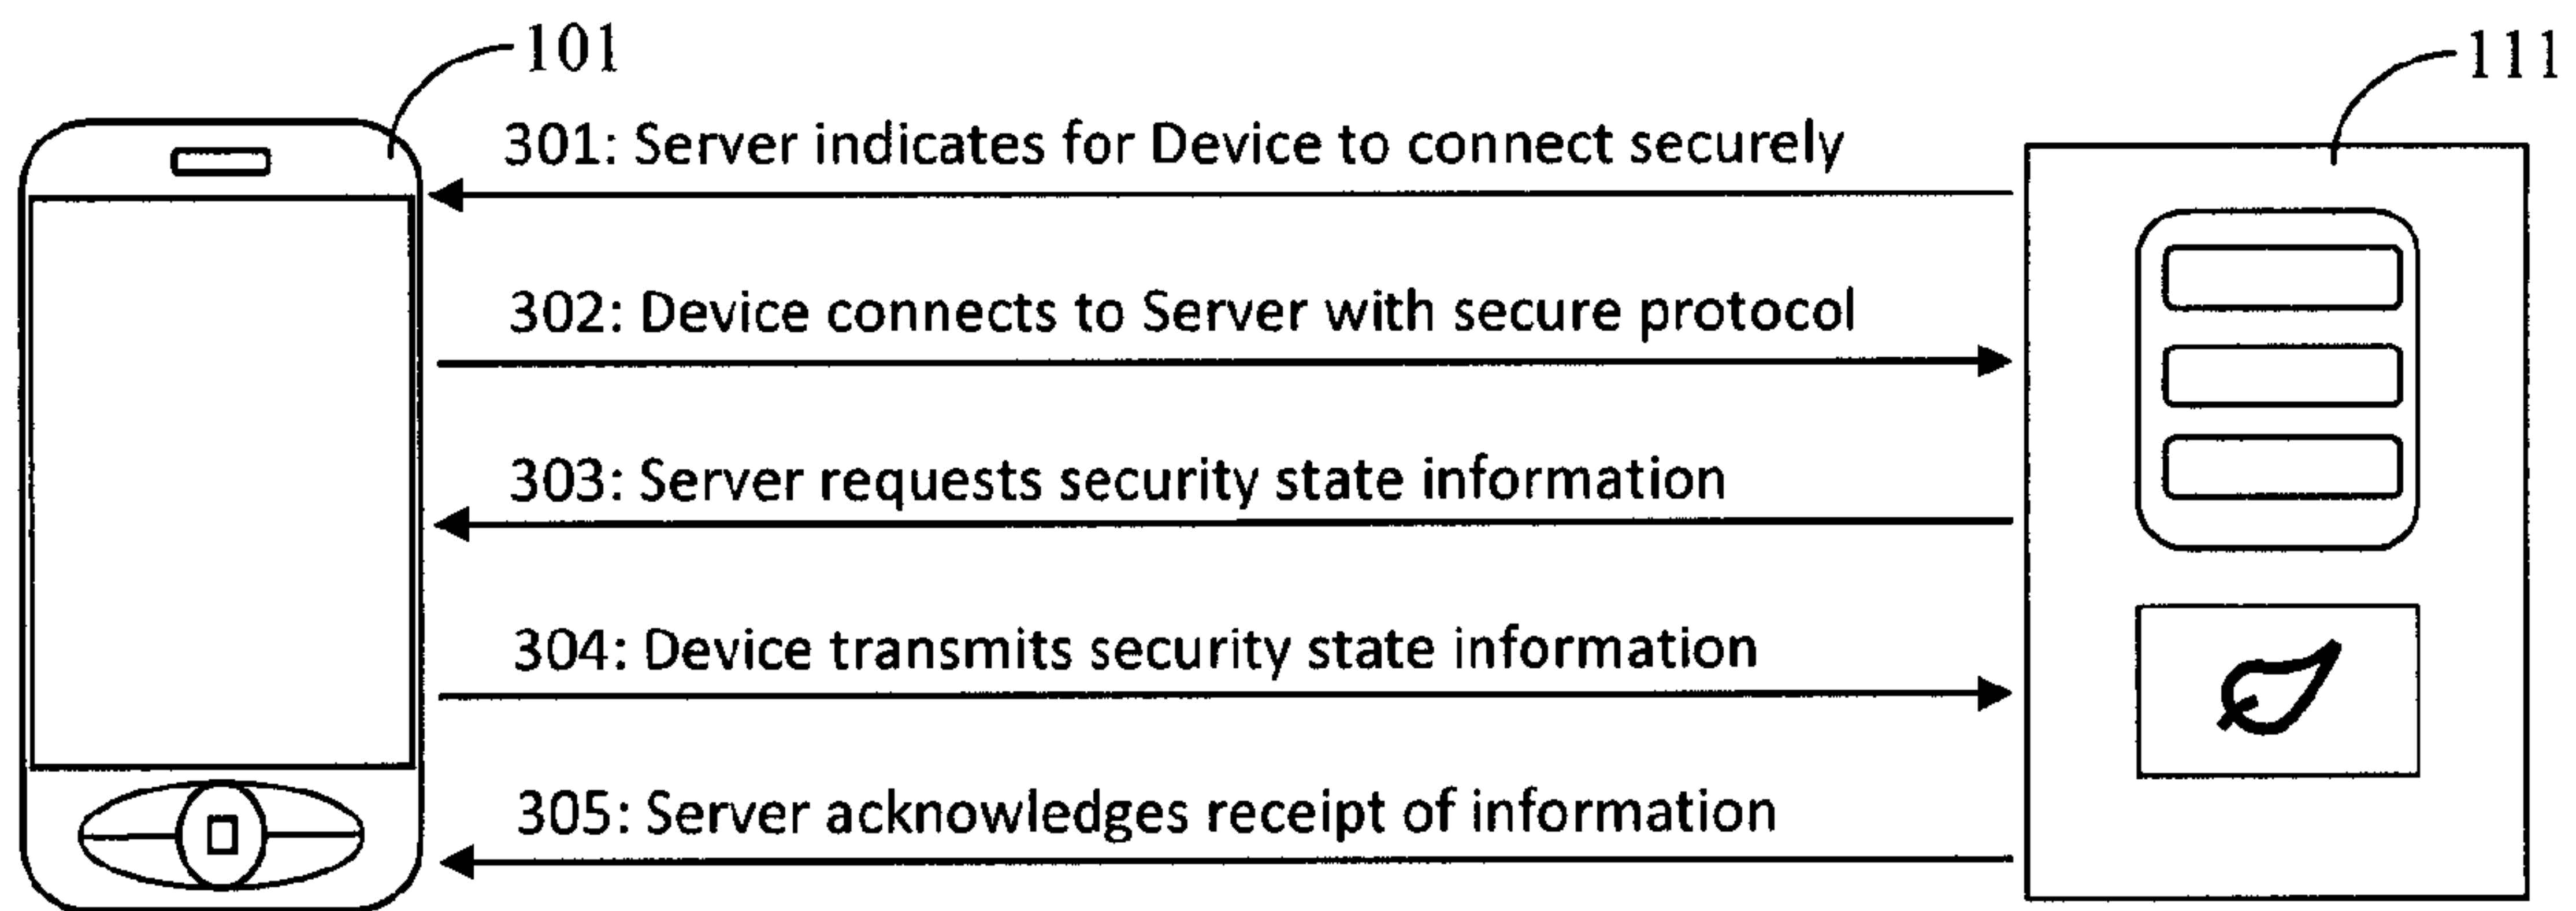 101
111
301: Server indicates for Device to connect securely
302: Device connects to Server with secure protocol
303: Server requests security state information
304: Device transmits security state information
305: Server acknowledges receipt of information